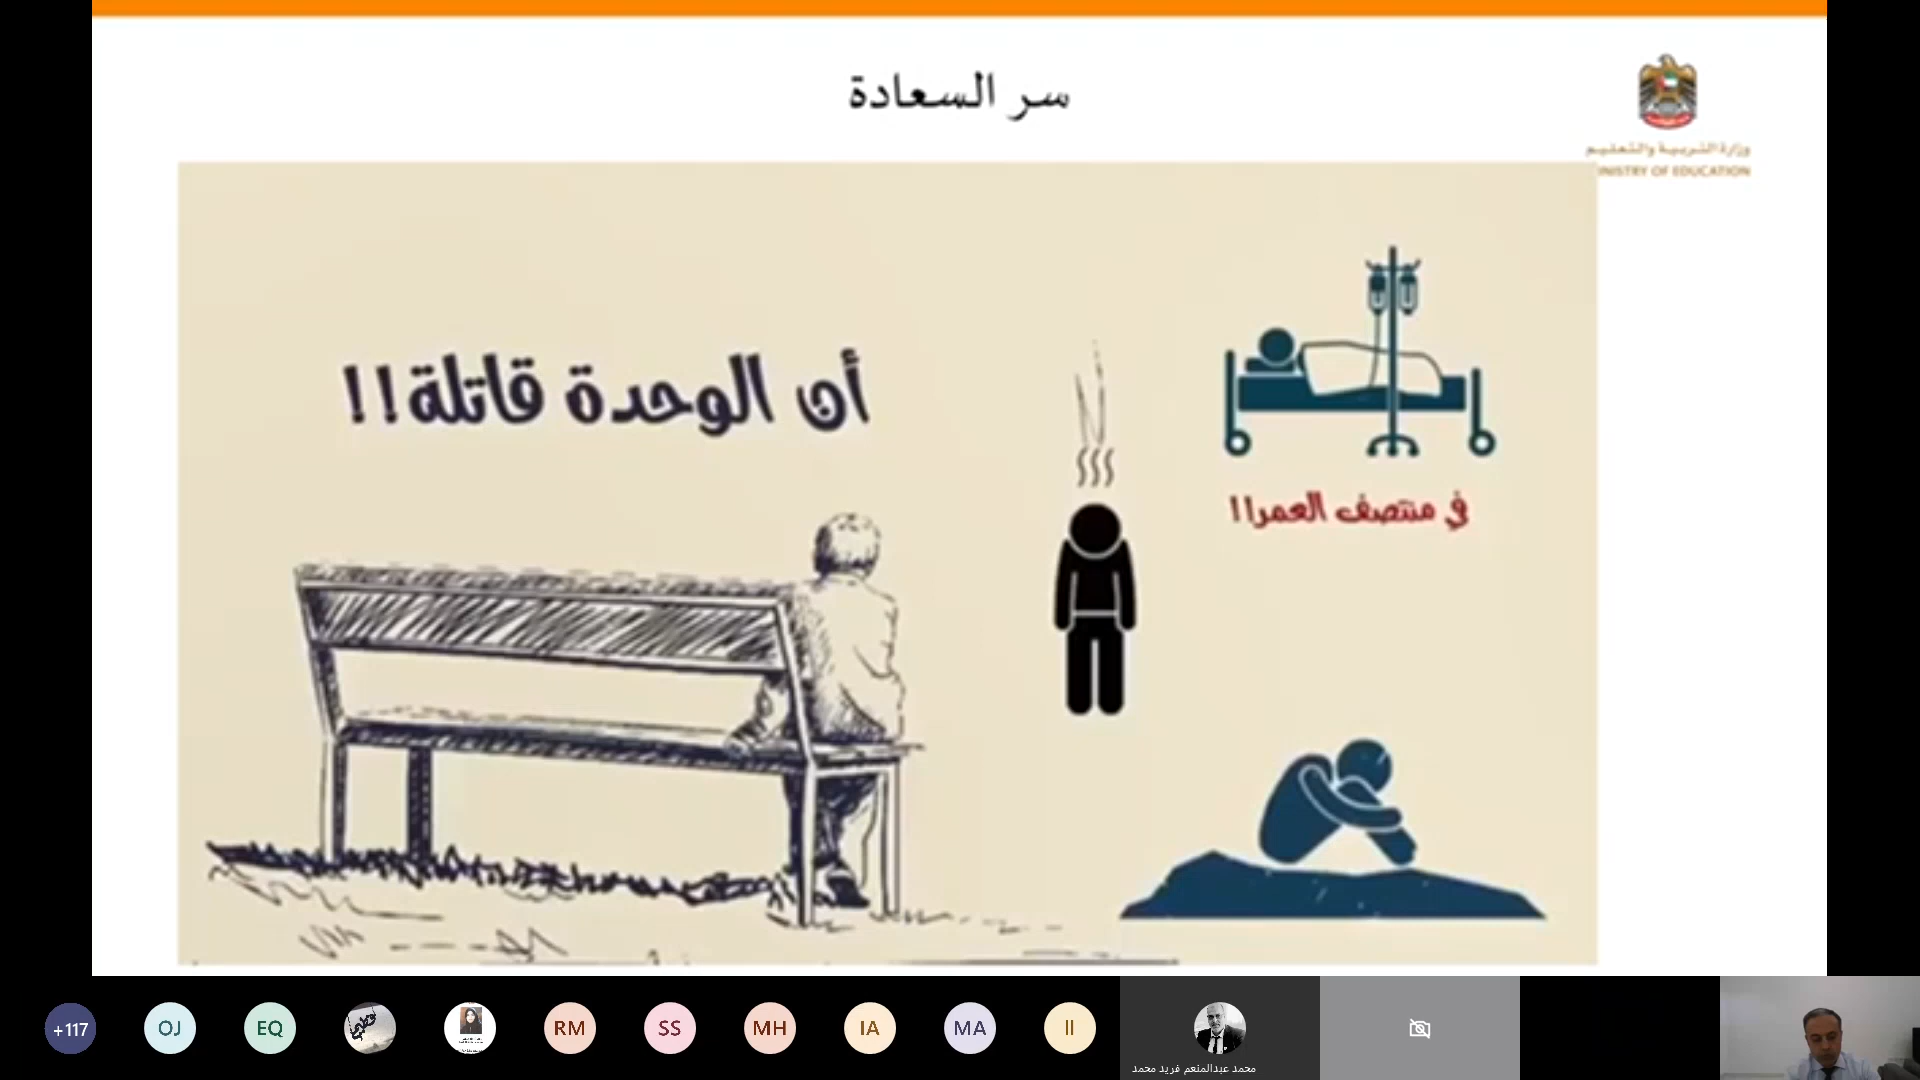 سر السعادة
وزارة التربية والتعليم
INISTRY OF EDUCATION
أن الوحدة قاتلة!!
في منتصف العمر!!
+117
OJ
EQ
RM
SS
MH
IA
MA
II
محمد عبدالمنعم فريد محمد